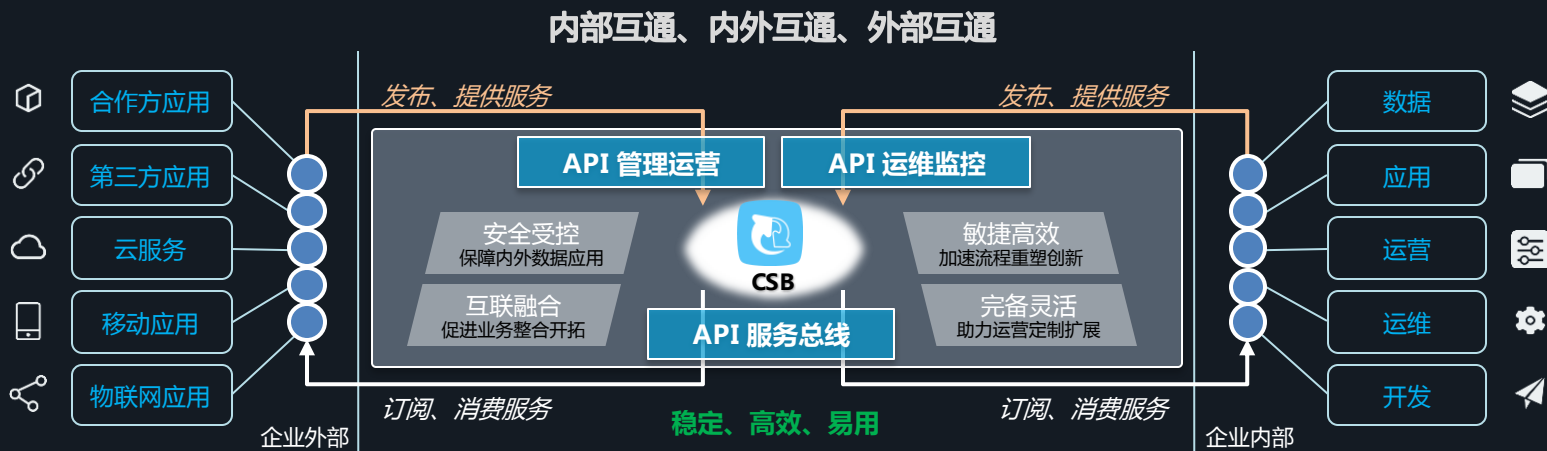 内部互通、内外互通、外部互通
合作方应用
第三方应用
云服务
移动应用
物联网应用
企业外部
发布、提供服务
发布、提供服务
API 管理运营
API 运维监控
安全受控
保障内外数据应用
互联融合
促进业务整合开拓
CSB
敏捷高效
加速流程重塑创新
完备灵活
助力运营定制扩展
API 服务总线
订阅、消费服务
稳定、高效、易用
订阅、消费服务
数据
应用
运营
运维
开发
企业内部